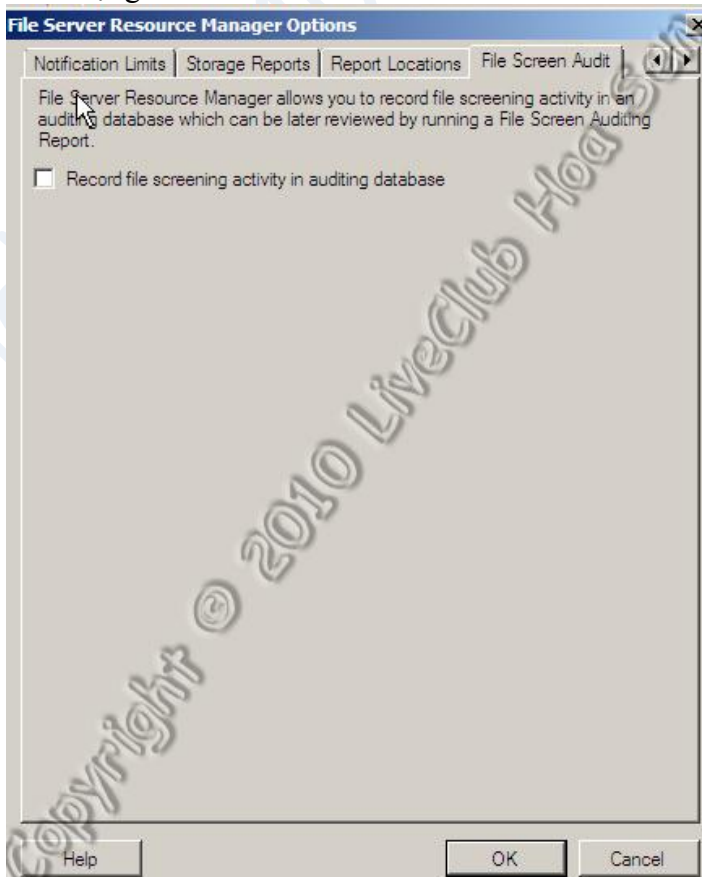 File Server Resource Manager Options
Notification Limits Storage Reports Report Locations File Screen Audit
File Server Resource Manager allows you to record file screening activity in an
auditing database which can be later reviewed by running a File Screen Auditing
Report.
Record file screening activity in auditing database
Copyright © 2010 LiveClub Hoa Sen
Help OK Cancel